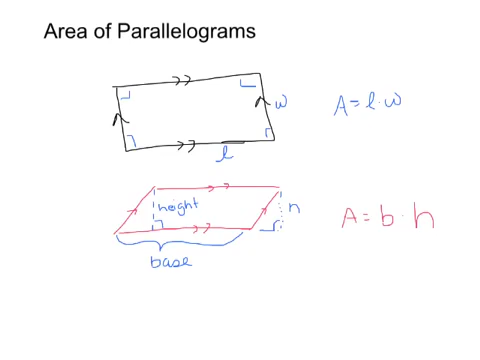 Area of Parallelograms
w
A = l · w
l
height
h
A = b · h
base